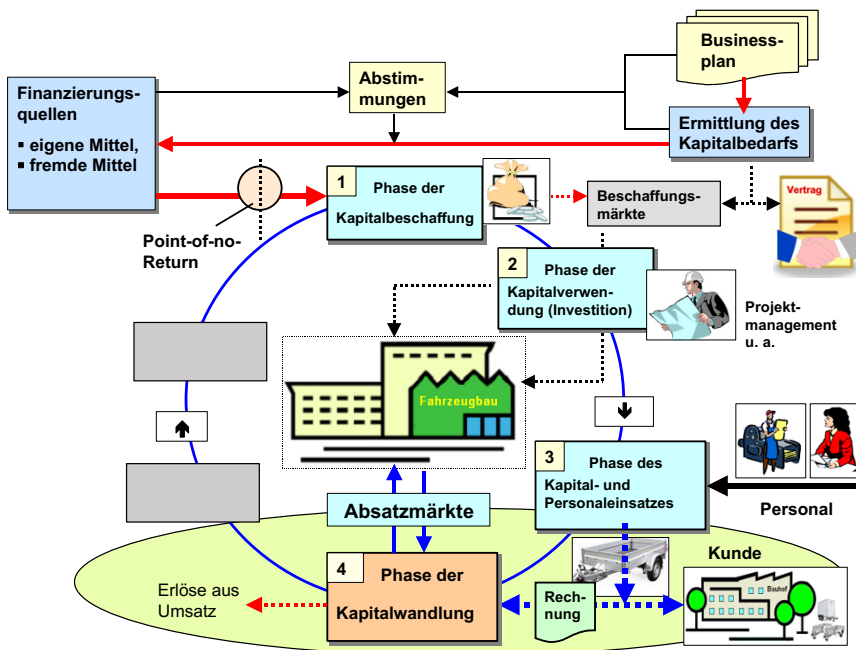 Business-
plan
Abstim-
mungen
Finanzierungs-
quellen
▪ eigene Mittel,
▪ fremde Mittel
Ermittlung des
Kapitalbedarfs
1
Phase der
Kapitalbeschaffung
Beschaffungs-
märkte
Vertrag
Point-of-no-
Return
2
Phase der
Kapitalverwen-
dung (Investition)
Projekt-
management
u. a.
Fahrzeugbau
3
Phase des
Kapital- und
Personaleinsatzes
Personal
Absatzmärkte
4
Phase der
Kapitalwandlung
Erlöse aus
Umsatz
Rech-
nung
Kunde
Bauhof